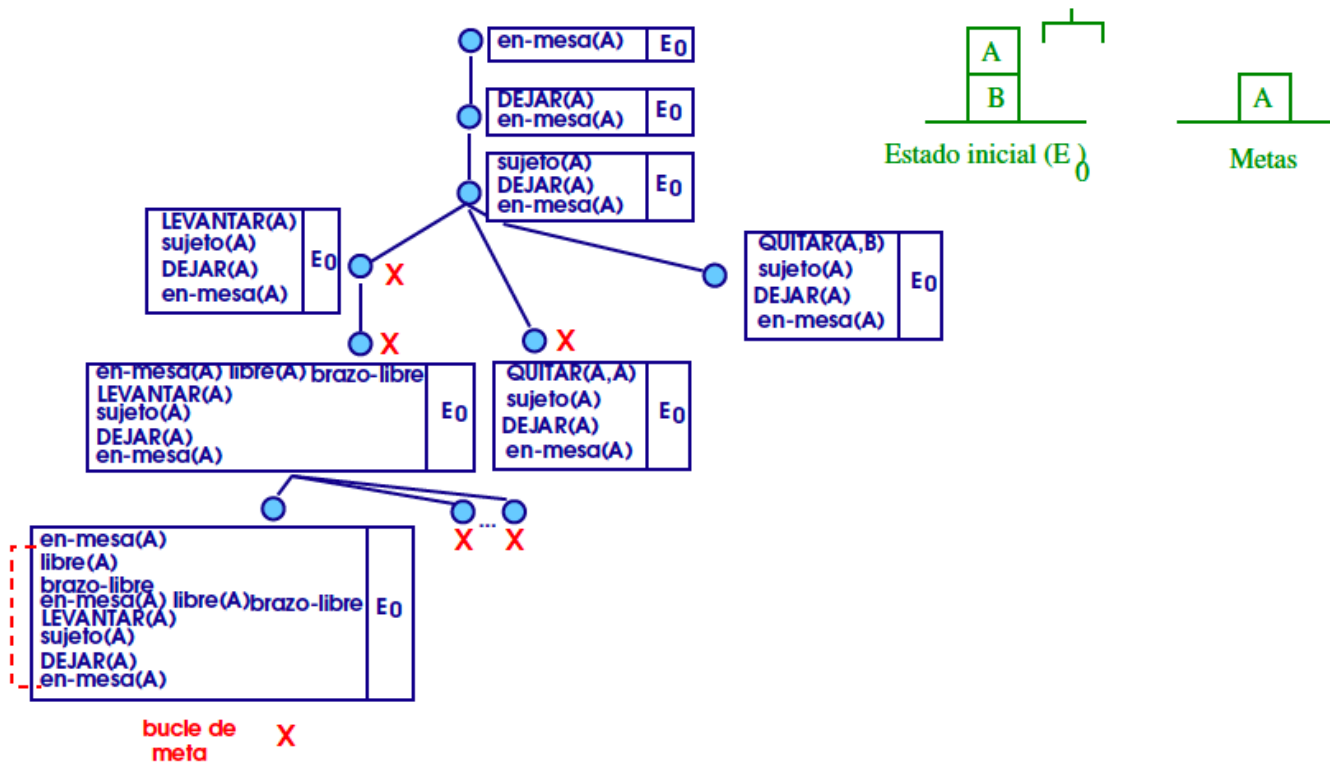 en-mesa(A) E0
DEJAR(A)
en-mesa(A) E0
sujeto(A)
DEJAR(A) E0
en-mesa(A)
A
B
Estado inicial (E0)
A
Metas
LEVANTAR(A)
sujeto(A)
DEJAR(A) E0
en-mesa(A)
X
QUITAR(A,B)
sujeto(A) E0
DEJAR(A)
en-mesa(A)
X
X
en-mesa(A) libre(A) brazo-libre
LEVANTAR(A)
sujeto(A) E0
DEJAR(A)
en-mesa(A)
QUITAR(A,A)
sujeto(A) E0
DEJAR(A)
en-mesa(A)
...
X X
en-mesa(A)
libre(A)
brazo-libre
en-mesa(A) libre(A)brazo-libre E0
LEVANTAR(A)
sujeto(A)
DEJAR(A)
en-mesa(A)
bucle de X
meta